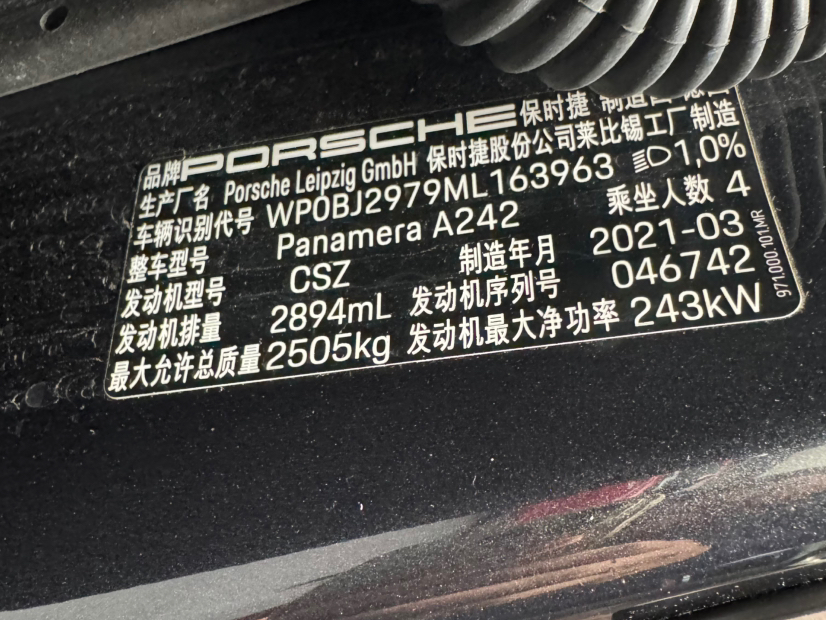 品牌 PORSCHE 保时捷 制造国 德国
生产厂名 Porsche Leipzig GmbH 保时捷股份公司莱比锡工厂制造
车辆识别代号 WP0BJ2979ML163963 1,0%
整车型号 Panamera A242 乘坐人数 4
发动机型号 CSZ 制造年月 2021-03
发动机排量 2894mL 发动机序列号 046742
最大允许总质量 2505kg 发动机最大净功率 243kW
971.000.101.MR